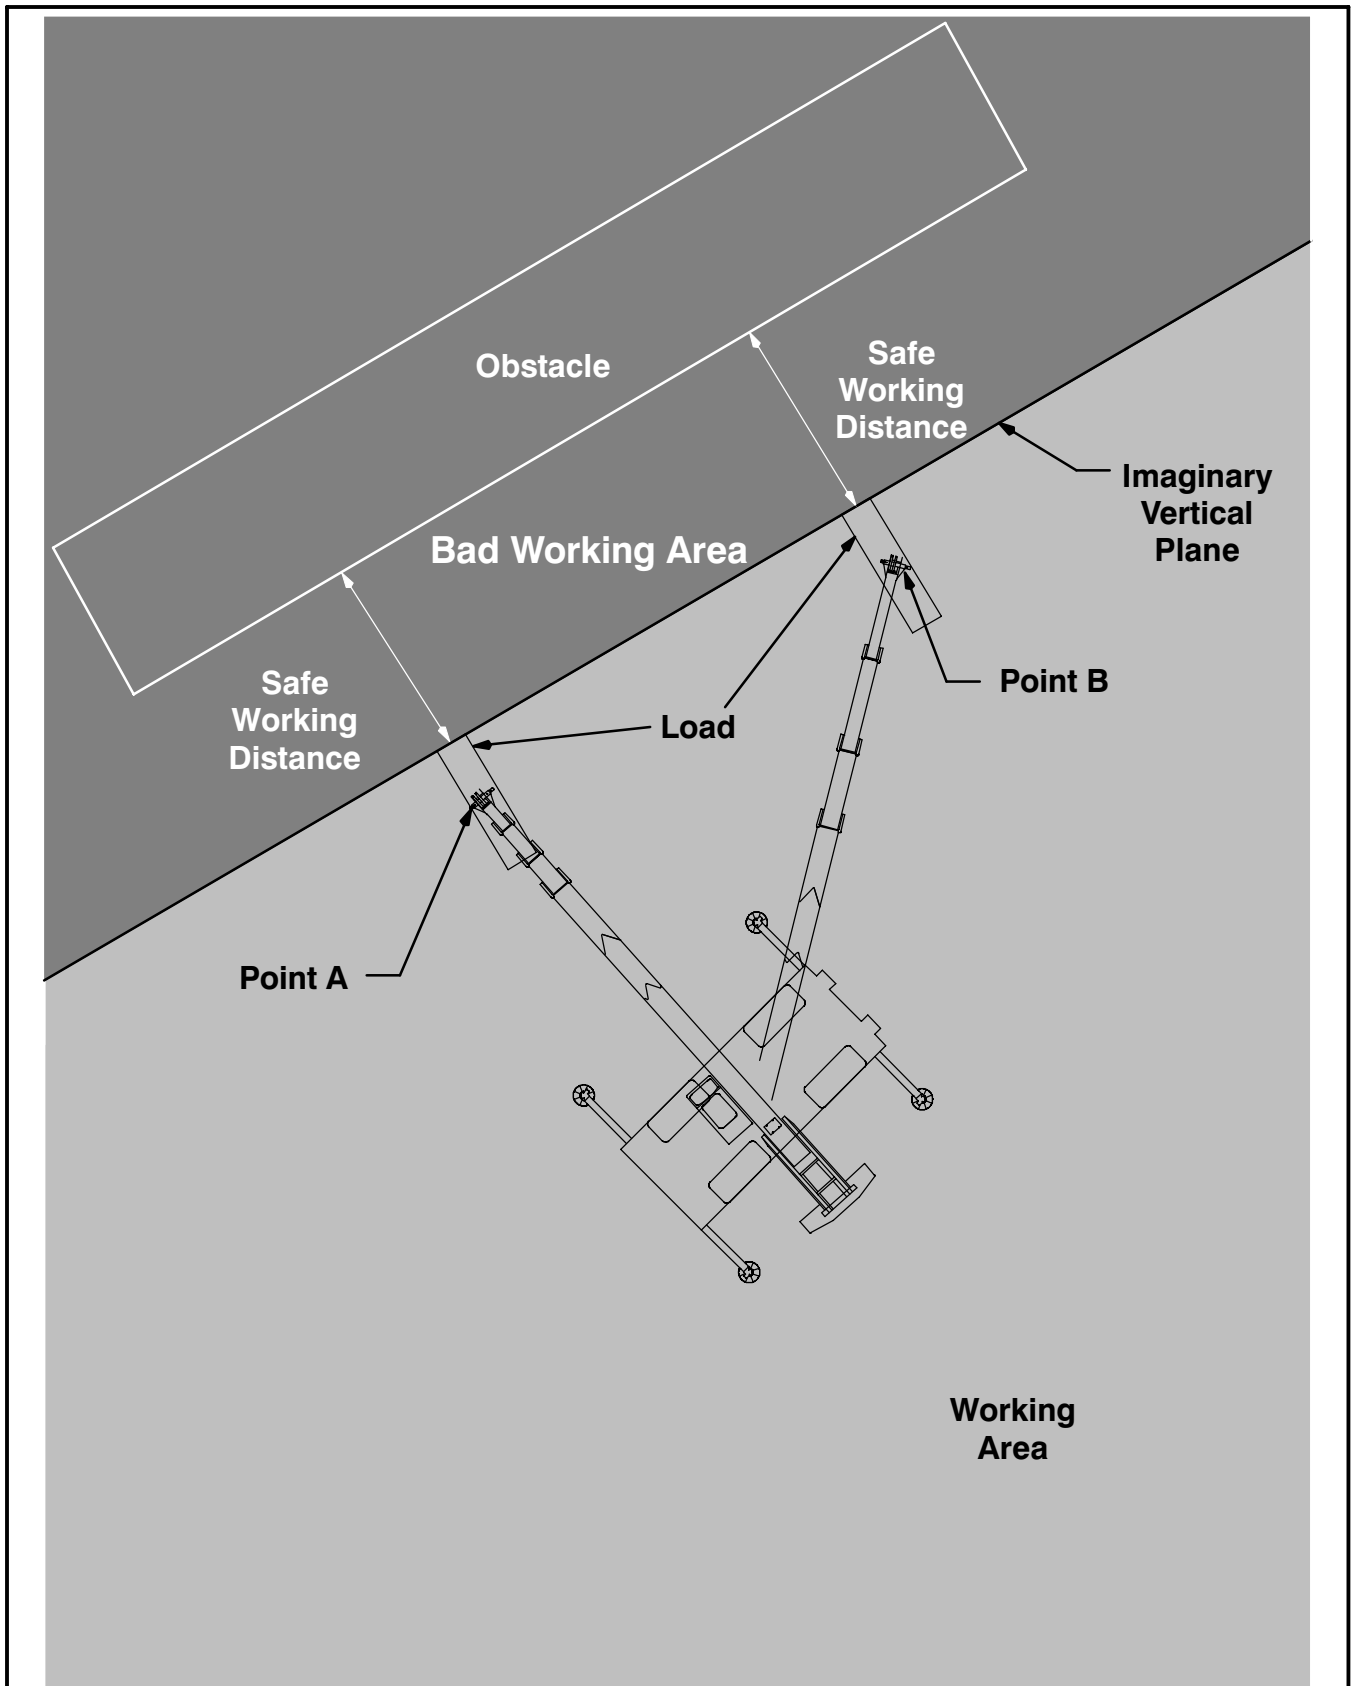 Obstacle
Safe
Working
Distance
Imaginary
Vertical
Plane
Bad Working Area
Safe
Working
Distance
Point B
Load
Point A
Working
Area